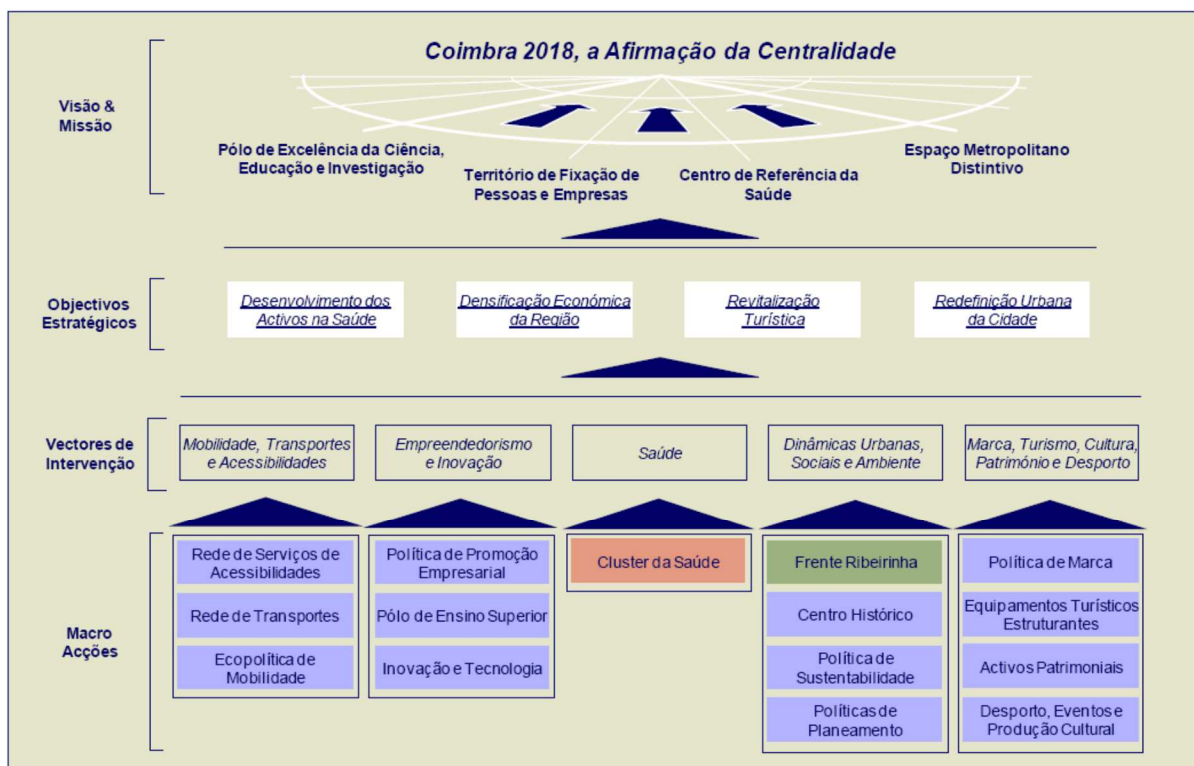 Coimbra 2018, a Afirmação da Centralidade
Visão &
Missão
Pólo de Excelência da Ciência,
Educação e Investigação
Território de Fixação de
Pessoas e Empresas
Centro de Referência da
Saúde
Espaço Metropolitano
Distintivo
Objectivos
Estratégicos
Desenvolvimento dos
Activos na Saúde
Densificação Económica
da Região
Revitalização
Turística
Redefinição Urbana
da Cidade
Vectores de
Intervenção
Mobilidade, Transportes
e Acessibilidades
Empreendedorismo
e Inovação
Saúde
Dinâmicas Urbanas,
Sociais e Ambiente
Marca, Turismo, Cultura,
Património e Desporto
Macro
Acções
Rede de Serviços de
Acessibilidades
Rede de Transportes
Ecopolítica de
Mobilidade
Política de Promoção
Empresarial
Pólo de Ensino Superior
Inovação e Tecnologia
Cluster da Saúde
Frente Ribeirinha
Centro Histórico
Política de
Sustentabilidade
Políticas de
Planeamento
Política de Marca
Equipamentos Turísticos
Estruturantes
Activos Patrimoniais
Desporto, Eventos e
Produção Cultural